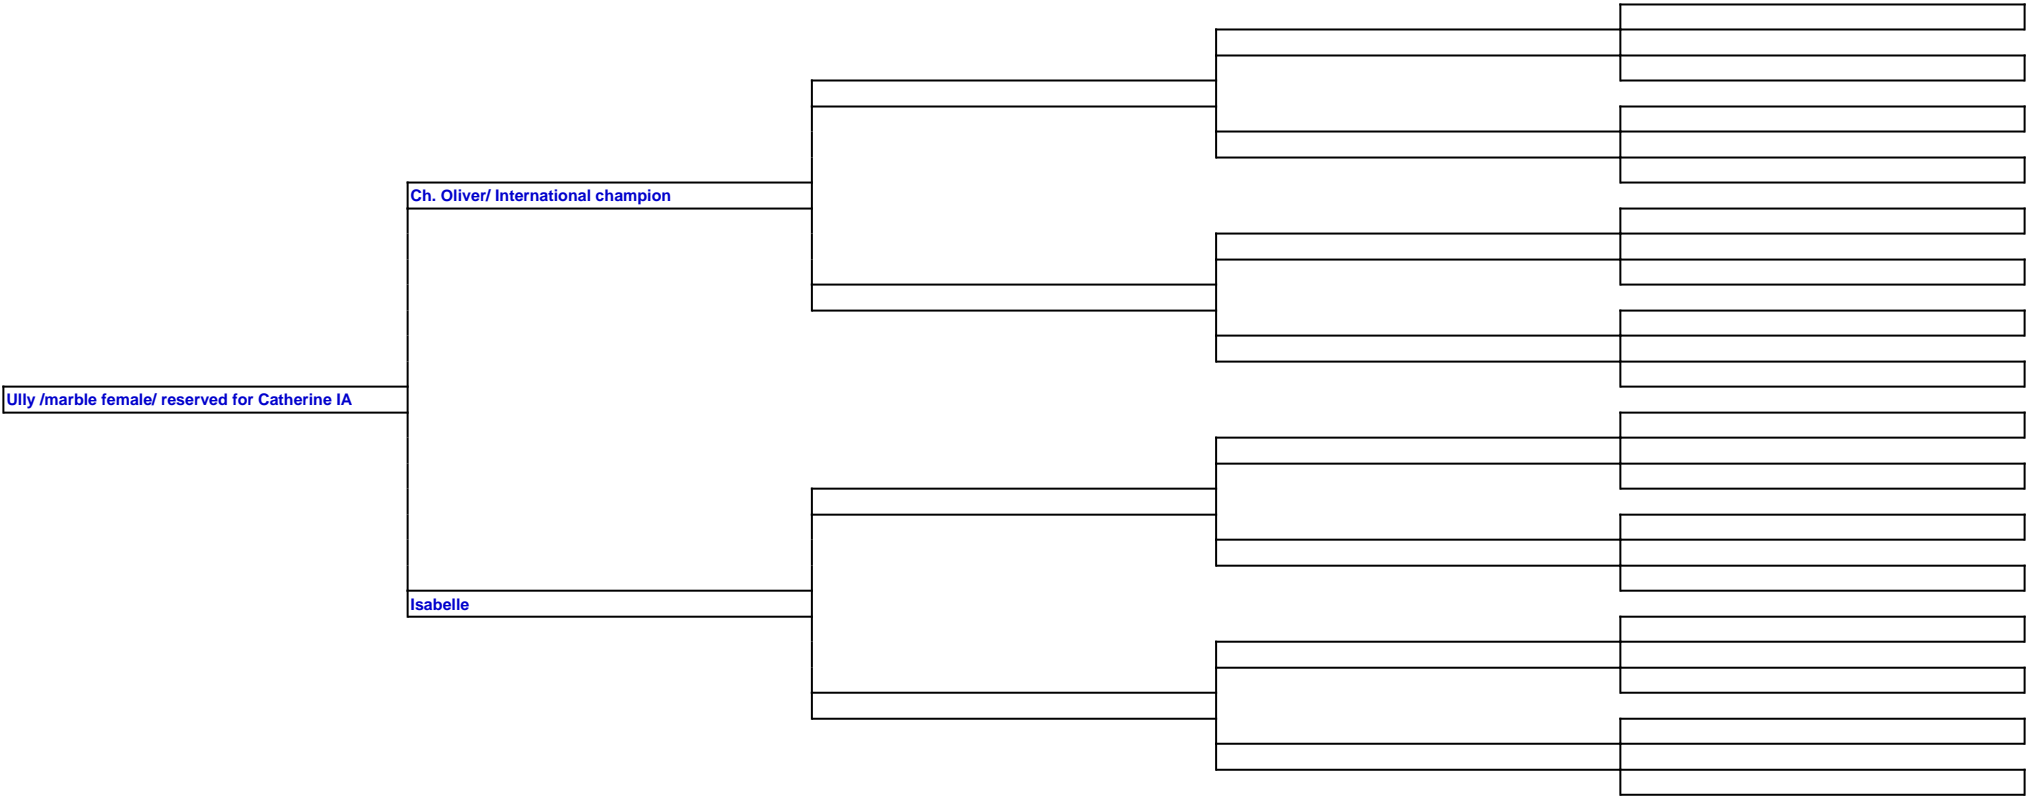 Ch. Oliver/ International champion
Ully /marble female/ reserved for Catherine IA
Isabelle